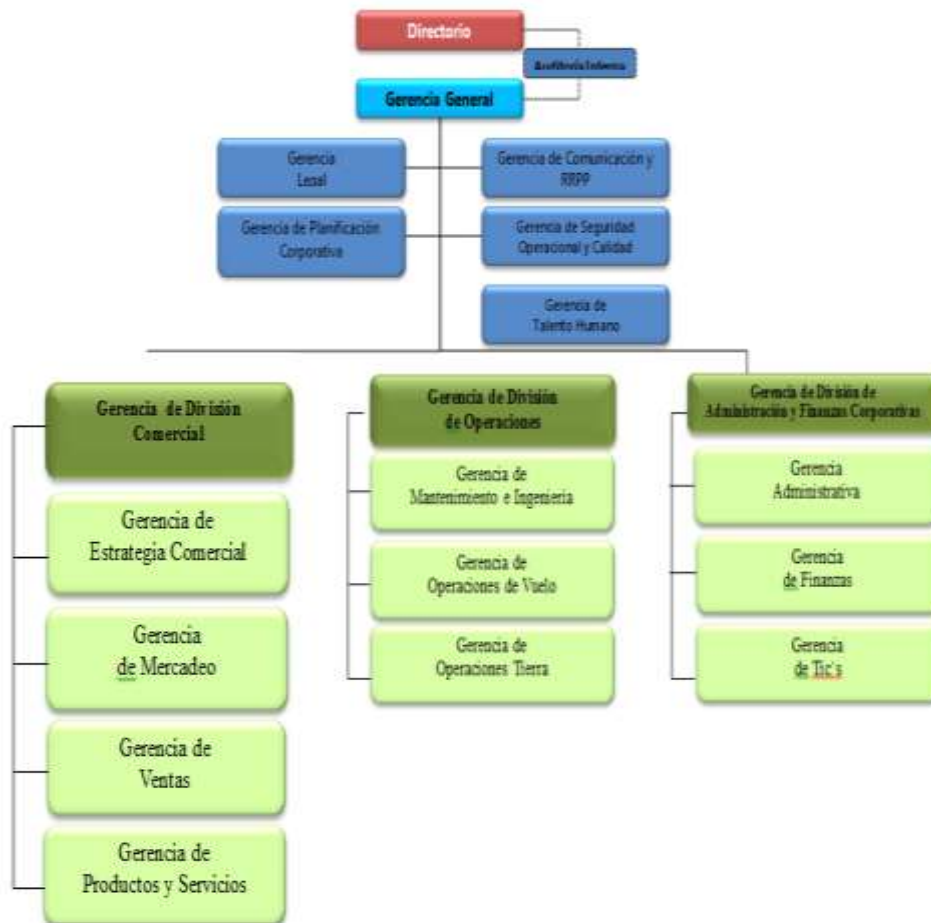 Directorio
Auditoría Interna
Gerencia General
Gerencia
Legal
Gerencia de Comunicación y
RRPP
Gerencia de Planificación
Corporativa
Gerencia de Seguridad
Operacional y Calidad
Gerencia de
Talento Humano
Gerencia de División
Comercial
Gerencia de
Estrategia Comercial
Gerencia
de Mercadeo
Gerencia de
Ventas
Gerencia de
Productos y Servicios
Gerencia de División
de Operaciones
Gerencia de
Mantenimiento e Ingenieria
Gerencia de
Operaciones de Vuelo
Gerencia de
Operaciones Tierra
Gerencia de División de
Administración y Finanzas Corporativas
Gerencia
Administrativa
Gerencia
de Finanzas
Gerencia
de Tic`s